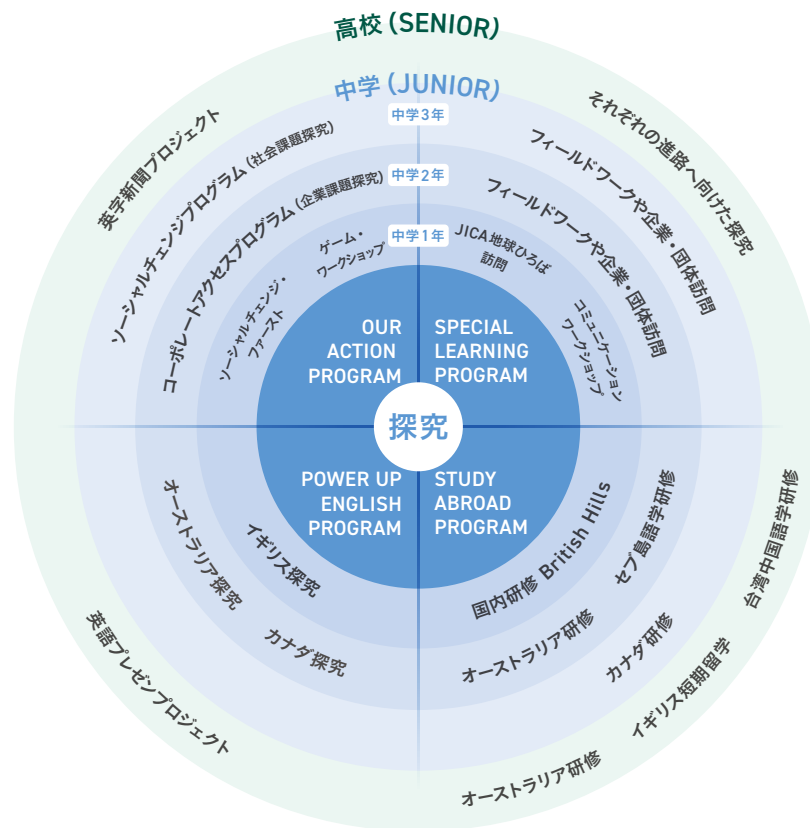 高校(SENIOR)
中学(JUNIOR)
中学3年
中学2年
中学1年
英字新聞プロジェクト
ソーシャルチェンジプログラム(社会課題探究)
コーポレートアクセスプログラム(企業課題探究)
ソーシャルチェンジ・
ファースト
ゲーム・
ワークショップ
それぞれの進路へ向けた探究
フィールドワークや企業・団体訪問
フィールドワークや企業・団体訪問
JICA地球ひろば
訪問
コミュニケーション
ワークショップ
OUR
ACTION
PROGRAM
SPECIAL
LEARNING
PROGRAM
探究
POWER UP
ENGLISH
PROGRAM
STUDY
ABROAD
PROGRAM
イギリス探究
オーストラリア探究
カナダ探究
英語プレゼンプロジェクト
国内研修 British Hills
セブ島語学研修
オーストラリア研修
カナダ研修
台湾中国語学研修
イギリス短期留学
オーストラリア研修